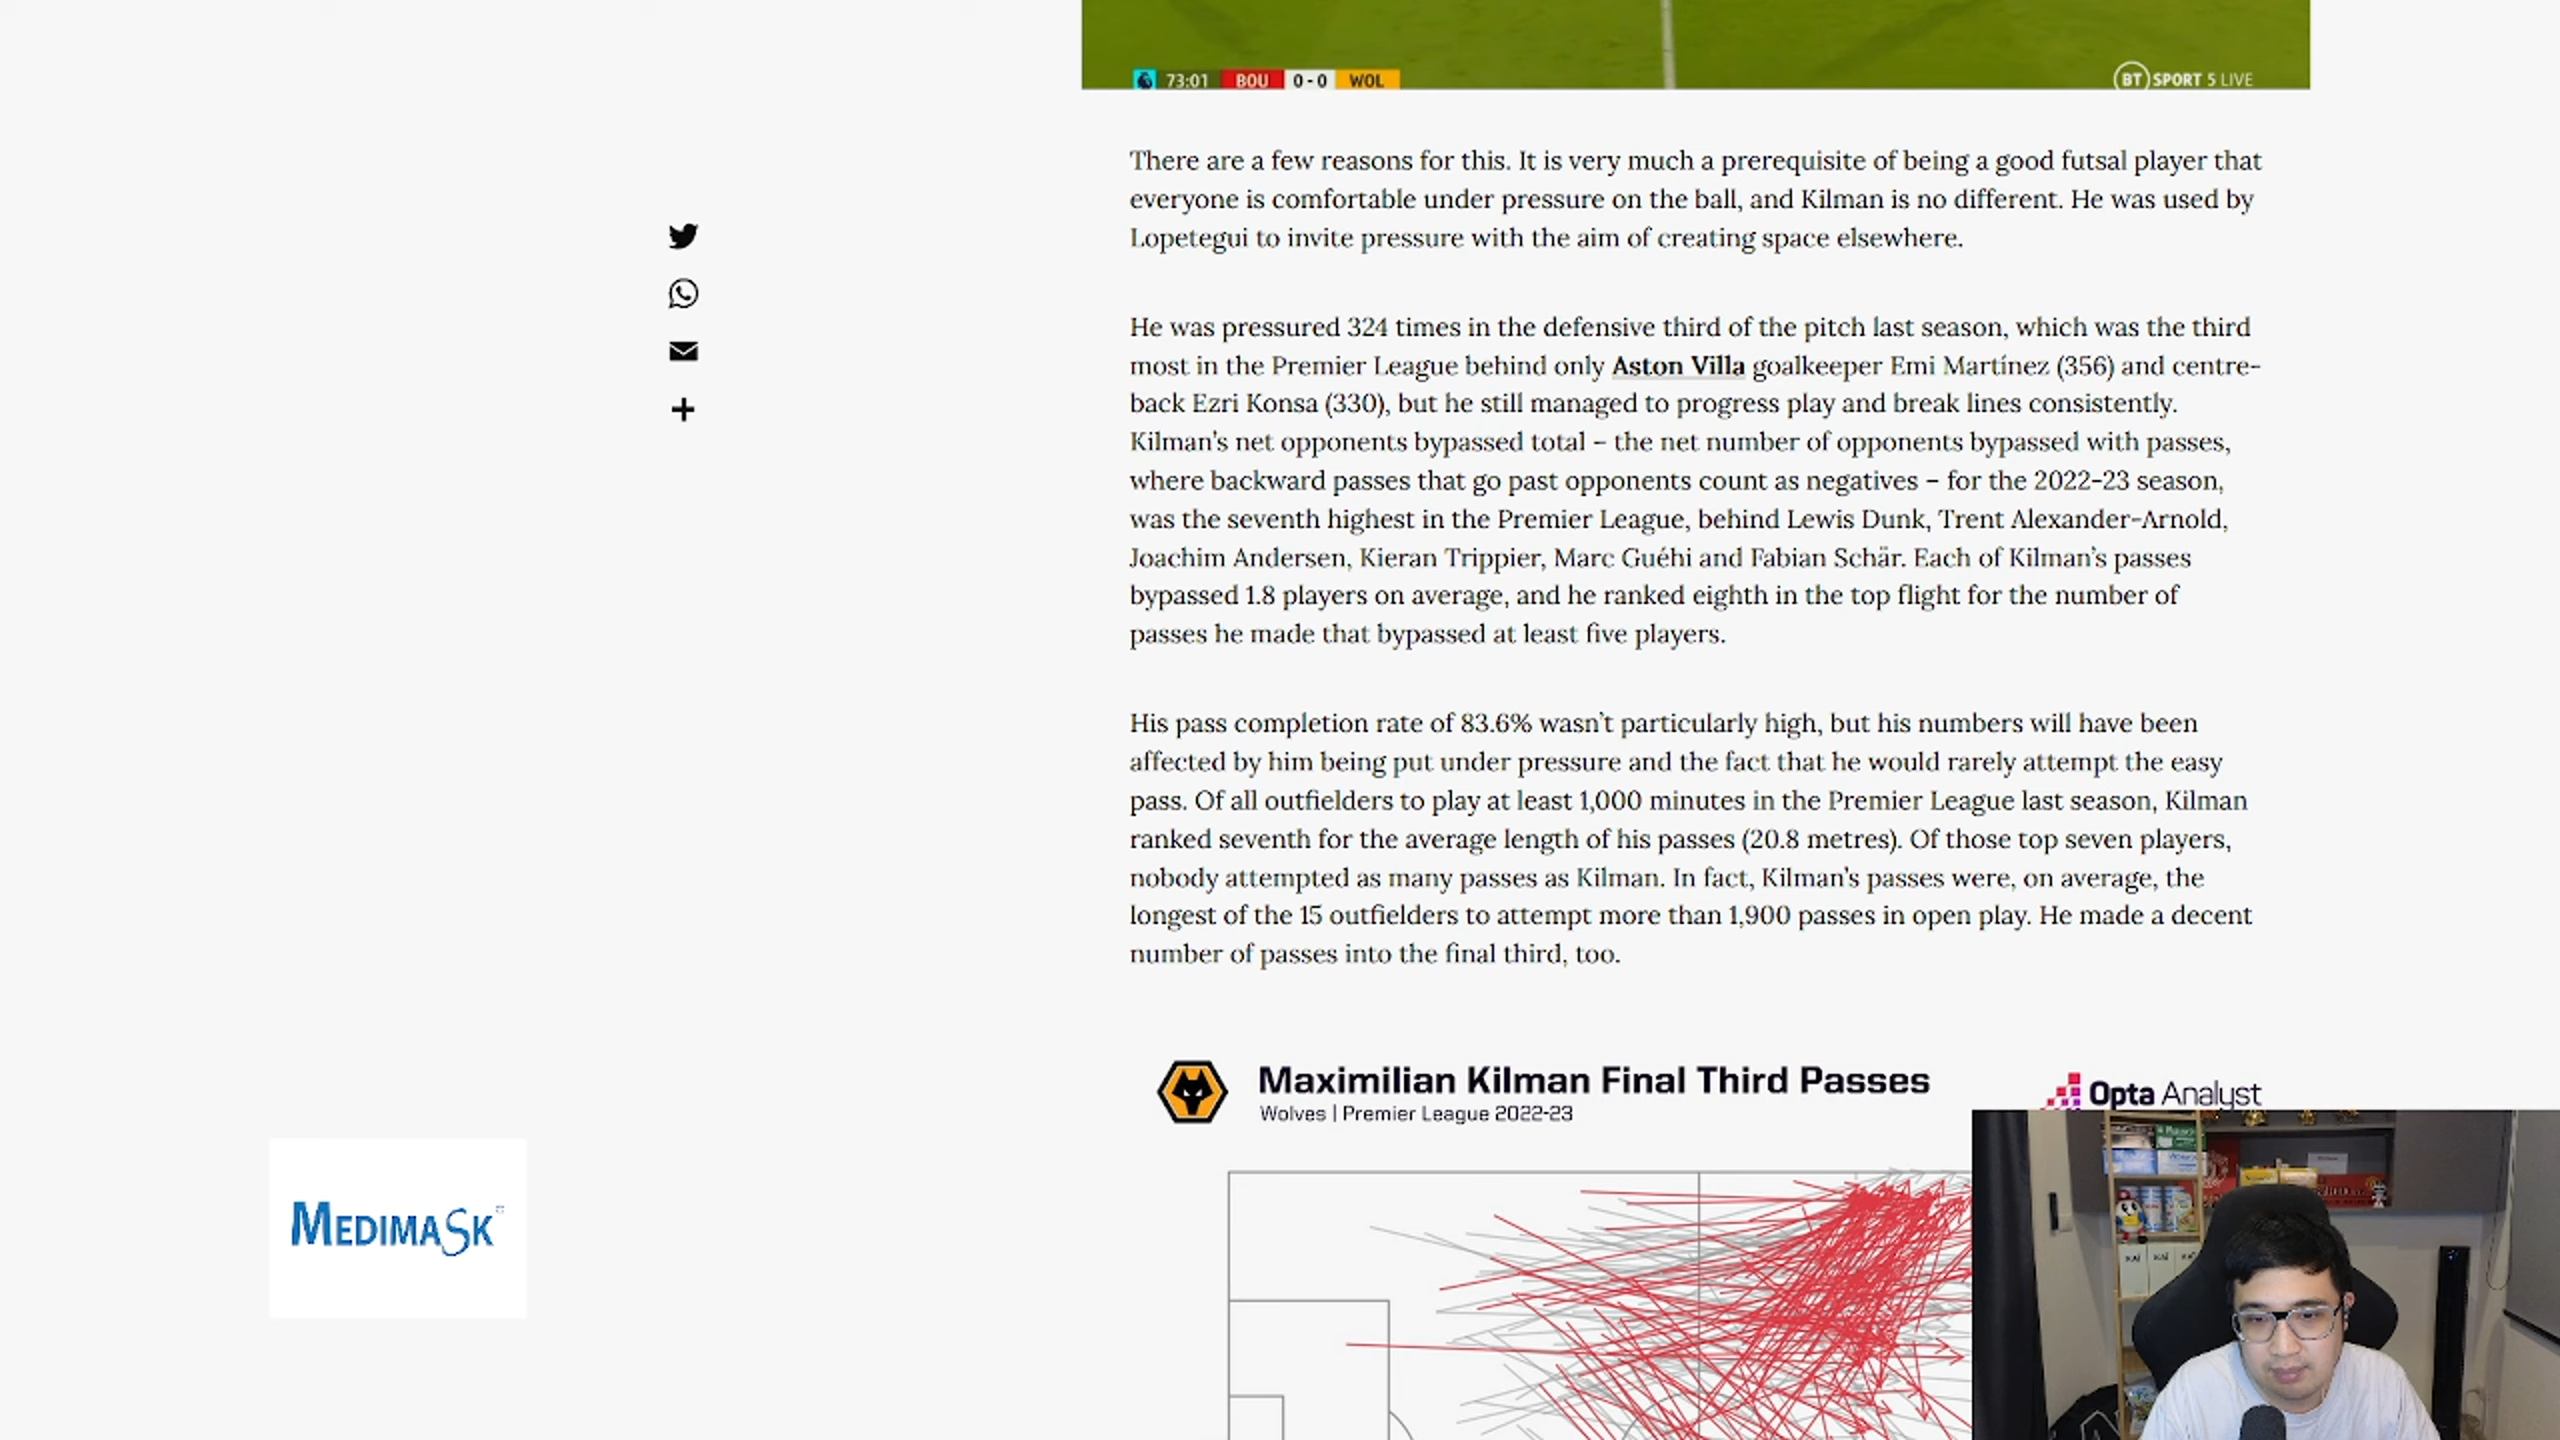 73:01 BOU 0-0 WOL
BT SPORT 5 LIVE
There are a few reasons for this. It is very much a prerequisite of being a good futsal player that
everyone is comfortable under pressure on the ball, and Kilman is no different. He was used by
Lopetegui to invite pressure with the aim of creating space elsewhere.
He was pressured 324 times in the defensive third of the pitch last season, which was the third
most in the Premier League behind only Aston Villa goalkeeper Emi Martínez (356) and centre-
back Ezri Konsa (330), but he still managed to progress play and break lines consistently.
Kilman’s net opponents bypassed total – the net number of opponents bypassed with passes,
where backward passes that go past opponents count as negatives – for the 2022-23 season,
was the seventh highest in the Premier League, behind Lewis Dunk, Trent Alexander-Arnold,
Joachim Andersen, Kieran Trippier, Marc Guéhi and Fabian Schär. Each of Kilman’s passes
bypassed 1.8 players on average, and he ranked eighth in the top flight for the number of
passes he made that bypassed at least five players.
His pass completion rate of 83.6% wasn’t particularly high, but his numbers will have been
affected by him being put under pressure and the fact that he would rarely attempt the easy
pass. Of all outfielders to play at least 1,000 minutes in the Premier League last season, Kilman
ranked seventh for the average length of his passes (20.8 metres). Of those top seven players,
nobody attempted as many passes as Kilman. In fact, Kilman’s passes were, on average, the
longest of the 15 outfielders to attempt more than 1,900 passes in open play. He made a decent
number of passes into the final third, too.
Maximilian Kilman Final Third Passes
Wolves | Premier League 2022-23
Opta Analyst
MEDIMASK